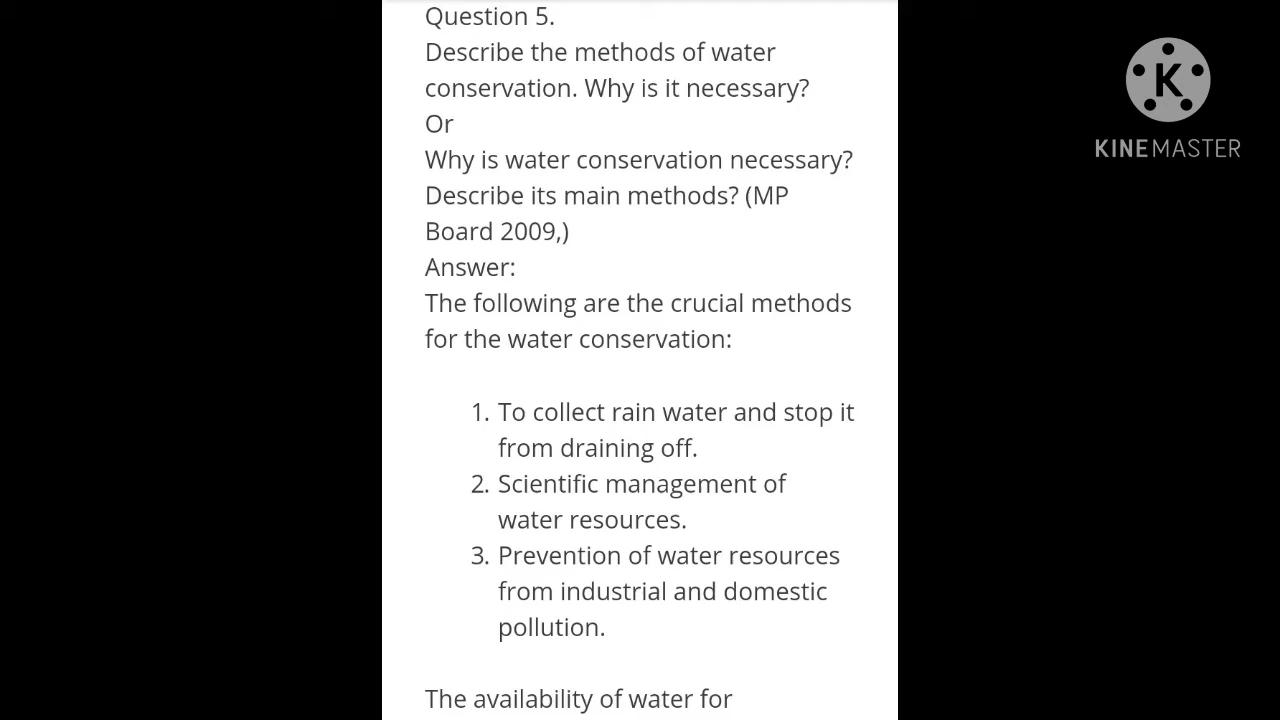 Question 5.
Describe the methods of water
conservation. Why is it necessary?
Or
Why is water conservation necessary?
Describe its main methods? (MP
Board 2009,)
Answer:
The following are the crucial methods
for the water conservation:
1. To collect rain water and stop it
from draining off.
2. Scientific management of
water resources.
3. Prevention of water resources
from industrial and domestic
pollution.
The availability of water for
K
KINEMASTER